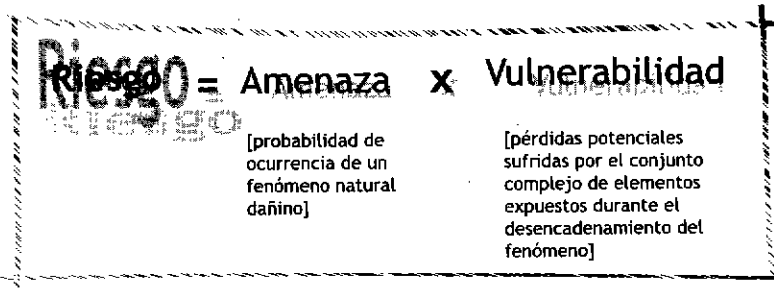 Riesgo = Amenaza x Vulnerabilidad
[probabilidad de
ocurrencia de un
fenómeno natural
dañino]
[pérdidas potenciales
sufridas por el conjunto
complejo de elementos
expuestos durante el
desencadenamiento del
fenómeno]